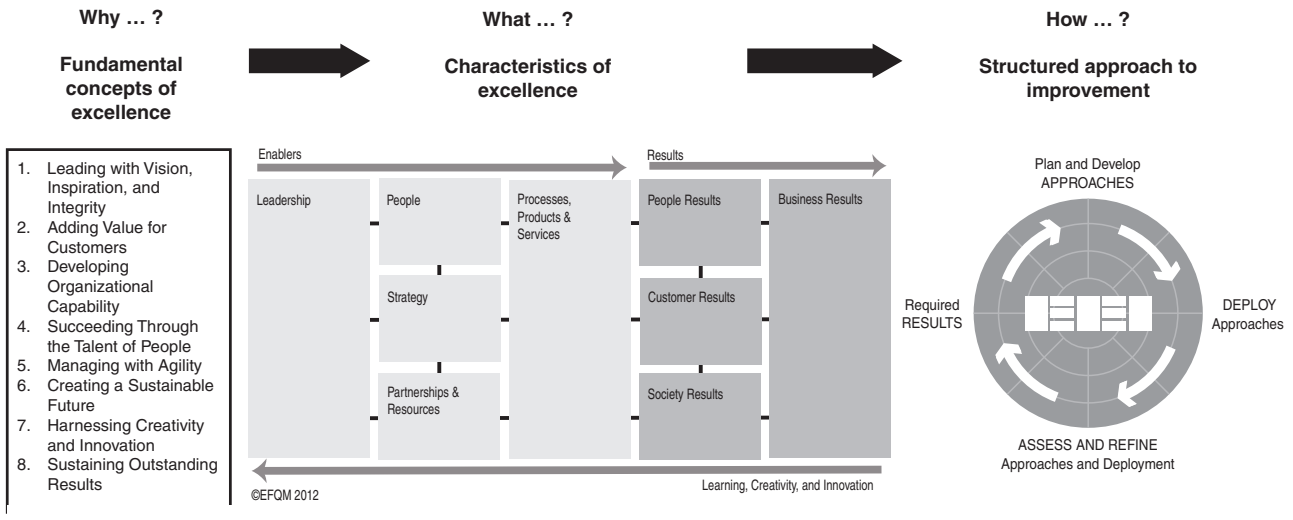 Why … ?
Fundamental
concepts of
excellence
What … ?
Characteristics of
excellence
How … ?
Structured approach to
improvement
1. Leading with Vision,
Inspiration, and
Integrity
2. Adding Value for
Customers
3. Developing
Organizational
Capability
4. Succeeding Through
the Talent of People
5. Managing with Agility
6. Creating a Sustainable
Future
7. Harnessing Creativity
and Innovation
8. Sustaining Outstanding
Results
Enablers
Results
Leadership
People
Strategy
Partnerships &
Resources
Processes,
Products &
Services
People Results
Customer Results
Society Results
Business Results
Learning, Creativity, and Innovation
©EFQM 2012
Plan and Develop
APPROACHES
Required
RESULTS
DEPLOY
Approaches
ASSESS AND REFINE
Approaches and Deployment